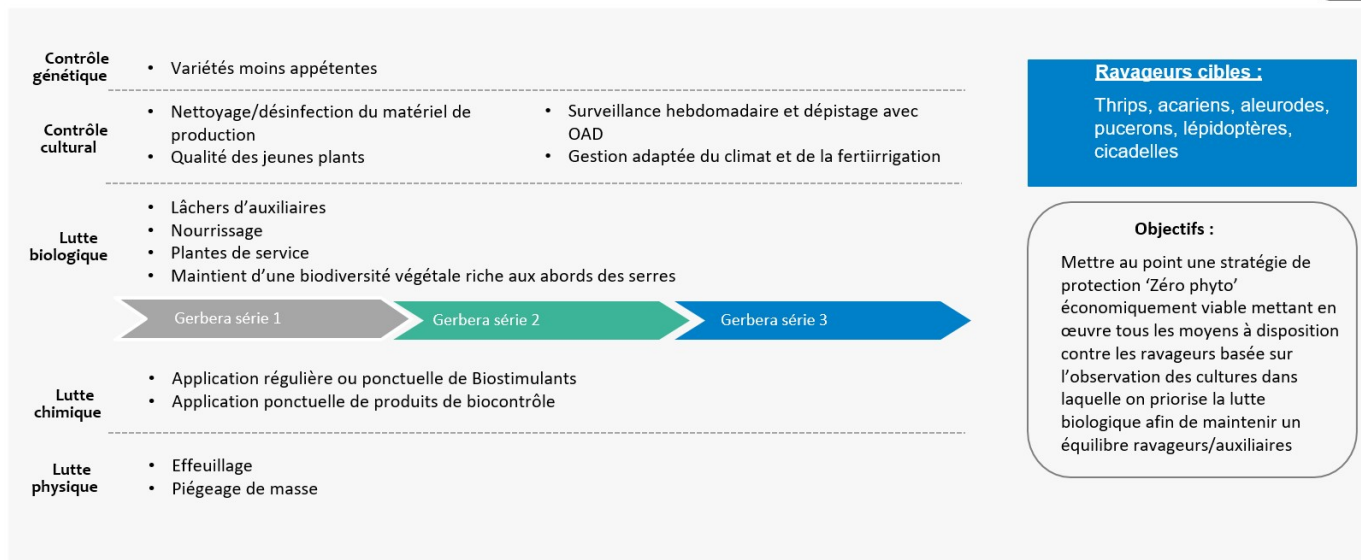 Contrôle
génétique
• Variétés moins appétentes
Contrôle
cultural
• Nettoyage/désinfection du matériel de
production
• Qualité des jeunes plants
• Surveillance hebdomadaire et dépistage avec
OAD
• Gestion adaptée du climat et de la fertiirrigation
Lutte
biologique
• Lâchers d’auxiliaires
• Nourrissage
• Plantes de service
• Maintient d’une biodiversité végétale riche aux abords des serres
Gerbera série 1
Gerbera série 2
Gerbera série 3
Lutte
chimique
• Application régulière ou ponctuelle de Biostimulants
• Application ponctuelle de produits de biocontrôle
Lutte
physique
• Effeuillage
• Piégeage de masse
Ravageurs cibles :
Thrips, acariens, aleurodes,
pucerons, lépidoptères,
cicadelles
Objectifs :
Mettre au point une stratégie de
protection ‘Zéro phyto’
économiquement viable mettant en
œuvre tous les moyens à disposition
contre les ravageurs basée sur
l’observation des cultures dans
laquelle on priorise la lutte
biologique afin de maintenir un
équilibre ravageurs/auxiliaires